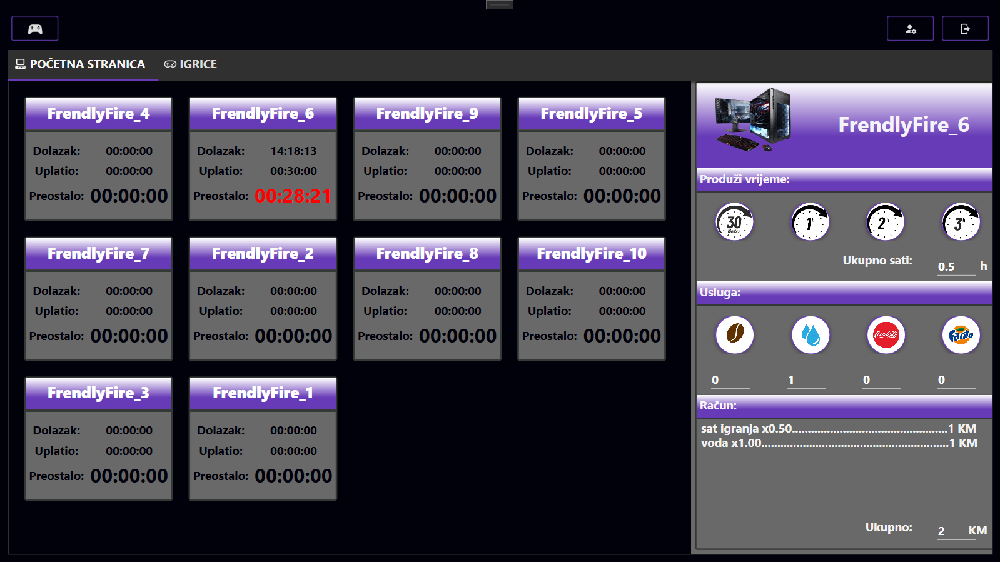 POČETNA STRANICA
IGRICE
FrendlyFire_4
Dolazak: 00:00:00
Uplatio: 00:00:00
Preostalo: 00:00:00
FrendlyFire_6
Dolazak: 14:18:13
Uplatio: 00:30:00
Preostalo: 00:28:21
FrendlyFire_9
Dolazak: 00:00:00
Uplatio: 00:00:00
Preostalo: 00:00:00
FrendlyFire_5
Dolazak: 00:00:00
Uplatio: 00:00:00
Preostalo: 00:00:00
FrendlyFire_7
Dolazak: 00:00:00
Uplatio: 00:00:00
Preostalo: 00:00:00
FrendlyFire_2
Dolazak: 00:00:00
Uplatio: 00:00:00
Preostalo: 00:00:00
FrendlyFire_8
Dolazak: 00:00:00
Uplatio: 00:00:00
Preostalo: 00:00:00
FrendlyFire_10
Dolazak: 00:00:00
Uplatio: 00:00:00
Preostalo: 00:00:00
FrendlyFire_3
Dolazak: 00:00:00
Uplatio: 00:00:00
Preostalo: 00:00:00
FrendlyFire_1
Dolazak: 00:00:00
Uplatio: 00:00:00
Preostalo: 00:00:00
FrendlyFire_6
Produži vrijeme:
30 Minutes
1h
2h
3h
Ukupno sati: 0.5 h
Usluga:
Coca-Cola
Fanta
0 1 0 0
Račun:
sat igranja x0.50..................................................1 KM
voda x1.00............................................................1 KM
Ukupno: 2 KM